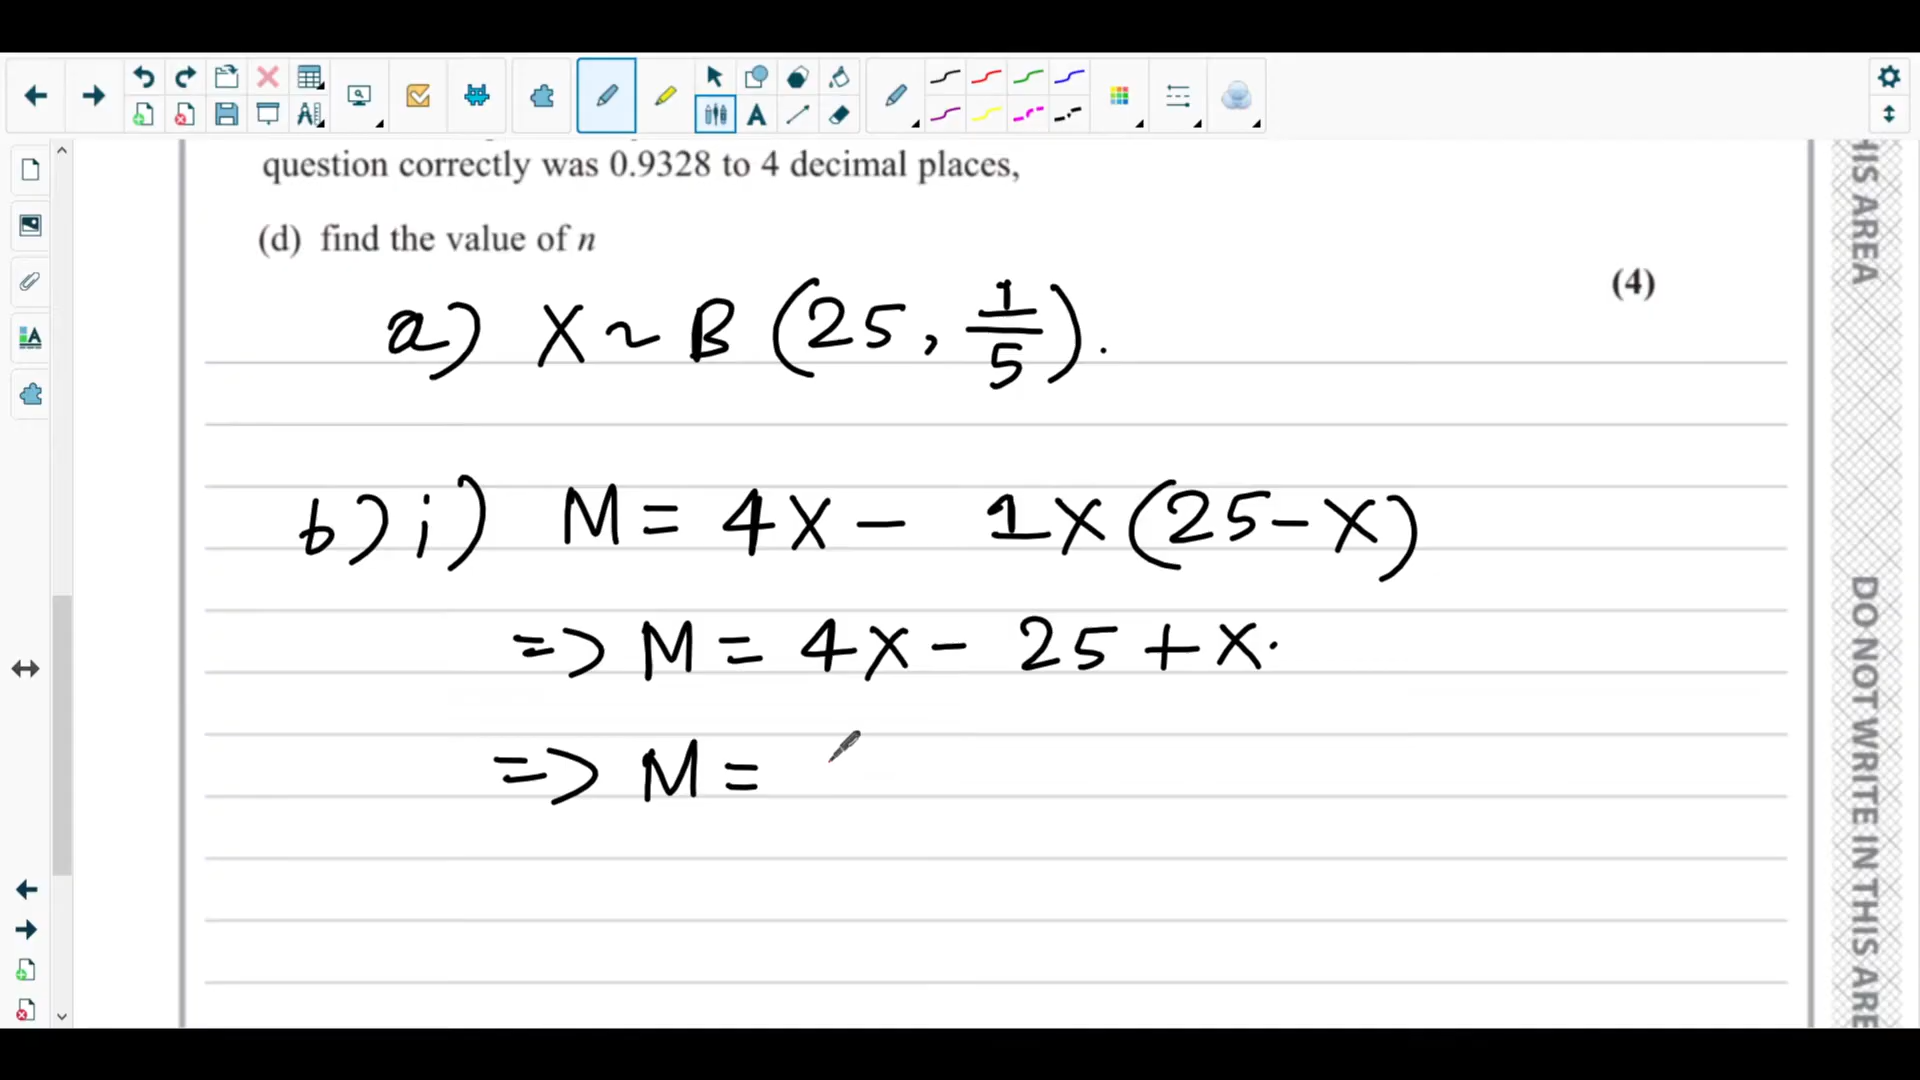 question correctly was 0.9328 to 4 decimal places,
(d) find the value of n
(4)
a) X ~ B (25, 1/5).
b) i) M = 4X - 1X(25-X)
=> M = 4X - 25 + X.
=> M =
HIS AREA
DO NOT WRITE IN THIS ARE